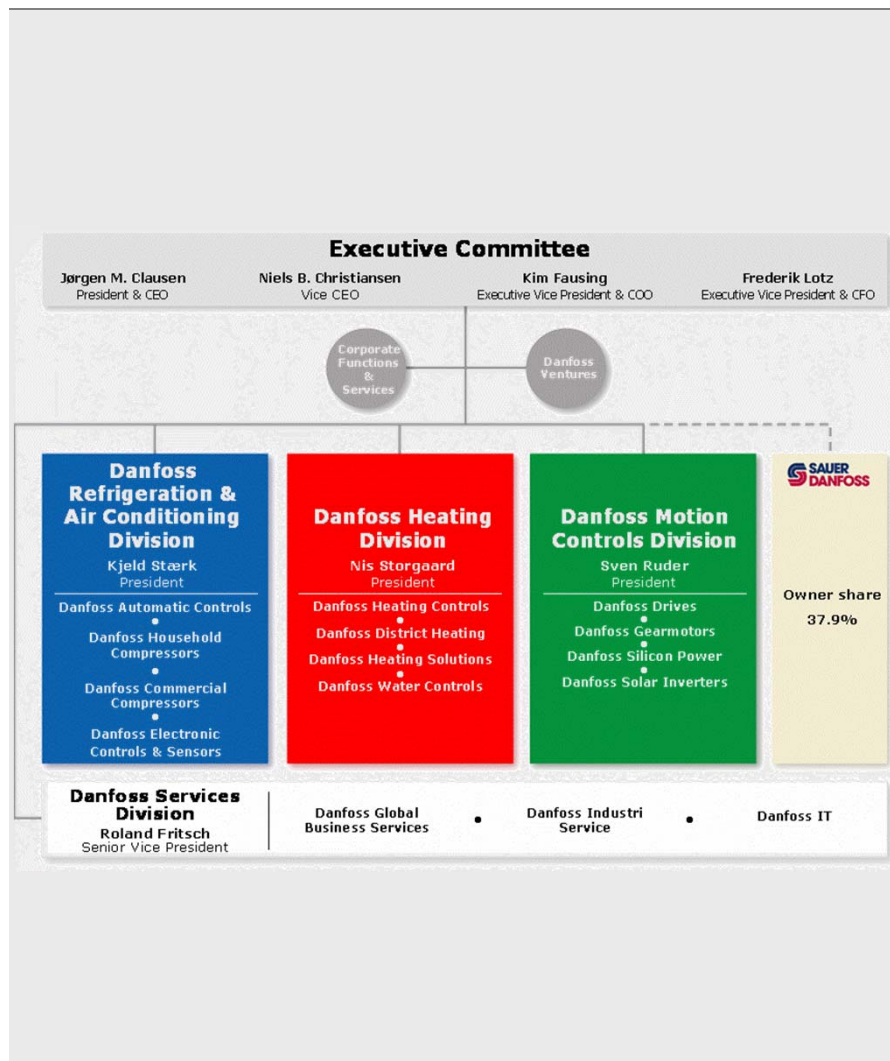 Executive Committee
Jørgen M. Clausen
President & CEO
Niels B. Christiansen
Vice CEO
Kim Fausing
Executive Vice President & COO
Frederik Lotz
Executive Vice President & CFO
Corporate
Functions
&
Services
Danfoss
Ventures
Danfoss
Refrigeration &
Air Conditioning
Division
Kjeld Stærk
President
Danfoss Automatic Controls
Danfoss Household
Compressors
Danfoss Commercial
Compressors
Danfoss Electronic
Controls & Sensors
Danfoss Heating
Division
Nis Storgaard
President
Danfoss Heating Controls
Danfoss District Heating
Danfoss Heating Solutions
Danfoss Water Controls
Danfoss Motion
Controls Division
Sven Ruder
President
Danfoss Drives
Danfoss Gearmotors
Danfoss Silicon Power
Danfoss Solar Inverters
SAUER
DANFOSS
Owner share
37.9%
Danfoss Services
Division
Roland Fritsch
Senior Vice President
Danfoss Global
Business Services
Danfoss Industri
Service
Danfoss IT